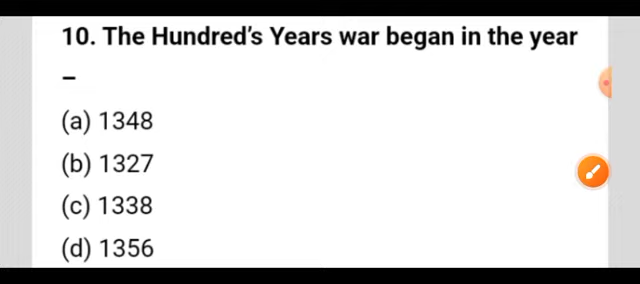 10. The Hundred’s Years war began in the year
–
(a) 1348
(b) 1327
(c) 1338
(d) 1356